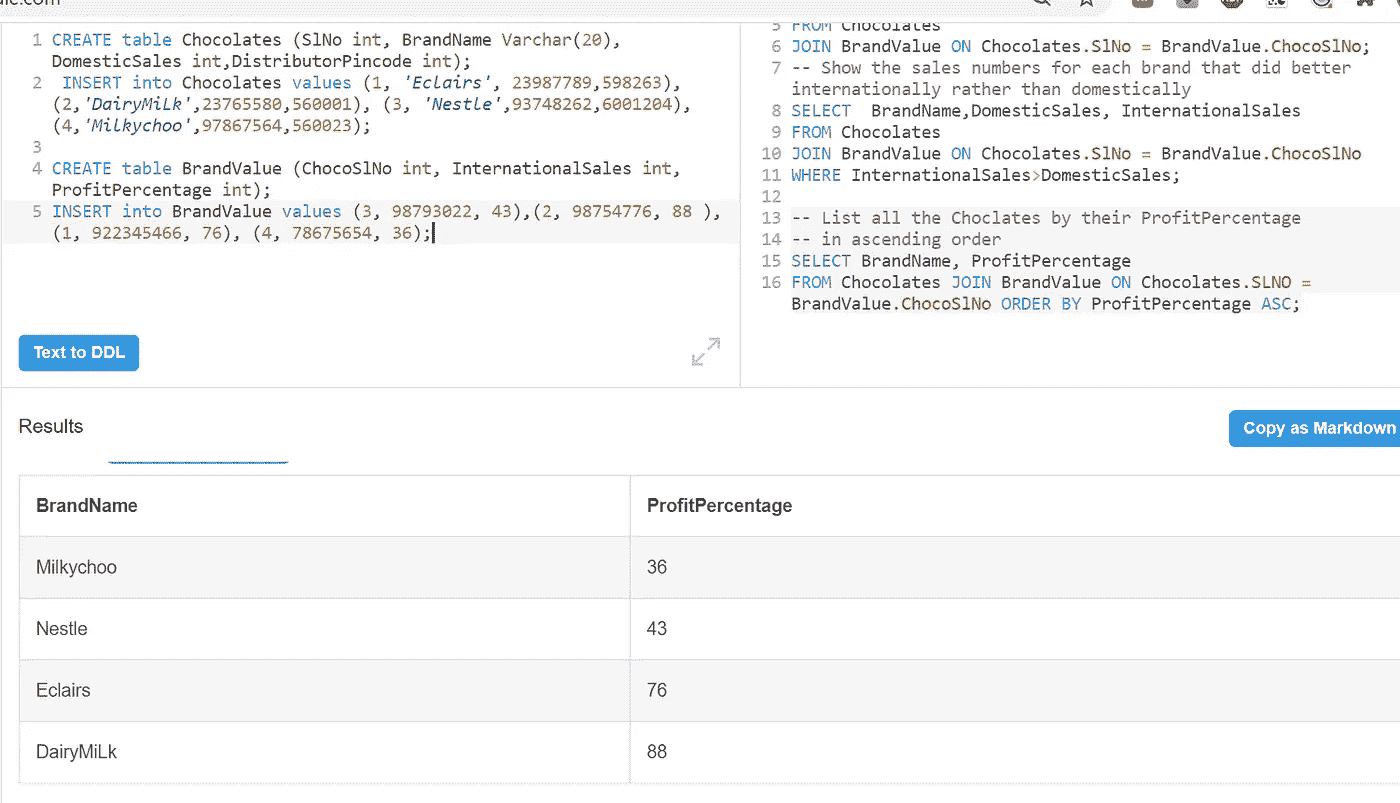 1 CREATE table Chocolates (SlNo int, BrandName Varchar(20),
DomesticSales int,DistributorPincode int);
2 INSERT into Chocolates values (1, 'Eclairs', 23987789,598263),
(2,'DairyMiLk',23765580,560001), (3, 'Nestle',93748262,6001204),
(4,'Milkychoo',97867564,560023);
3
4 CREATE table BrandValue (ChocoSlNo int, InternationalSales int,
ProfitPercentage int);
5 INSERT into BrandValue values (3, 98793022, 43),(2, 98754776, 88 ),
(1, 922345466, 76), (4, 78675654, 36);
Text to DDL
5 FROM Chocolates
6 JOIN BrandValue ON Chocolates.SlNo = BrandValue.ChocoSlNo;
7 -- Show the sales numbers for each brand that did better
internationally rather than domestically
8 SELECT BrandName,DomesticSales, InternationalSales
9 FROM Chocolates
10 JOIN BrandValue ON Chocolates.SlNo = BrandValue.ChocoSlNo
11 WHERE InternationalSales>DomesticSales;
12
13 -- List all the Choclates by their ProfitPercentage
14 -- in ascending order
15 SELECT BrandName, ProfitPercentage
16 FROM Chocolates JOIN BrandValue ON Chocolates.SLNO =
BrandValue.ChocoSlNo ORDER BY ProfitPercentage ASC;
Results
Copy as Markdown
BrandName ProfitPercentage
Milkychoo 36
Nestle 43
Eclairs 76
DairyMiLk 88